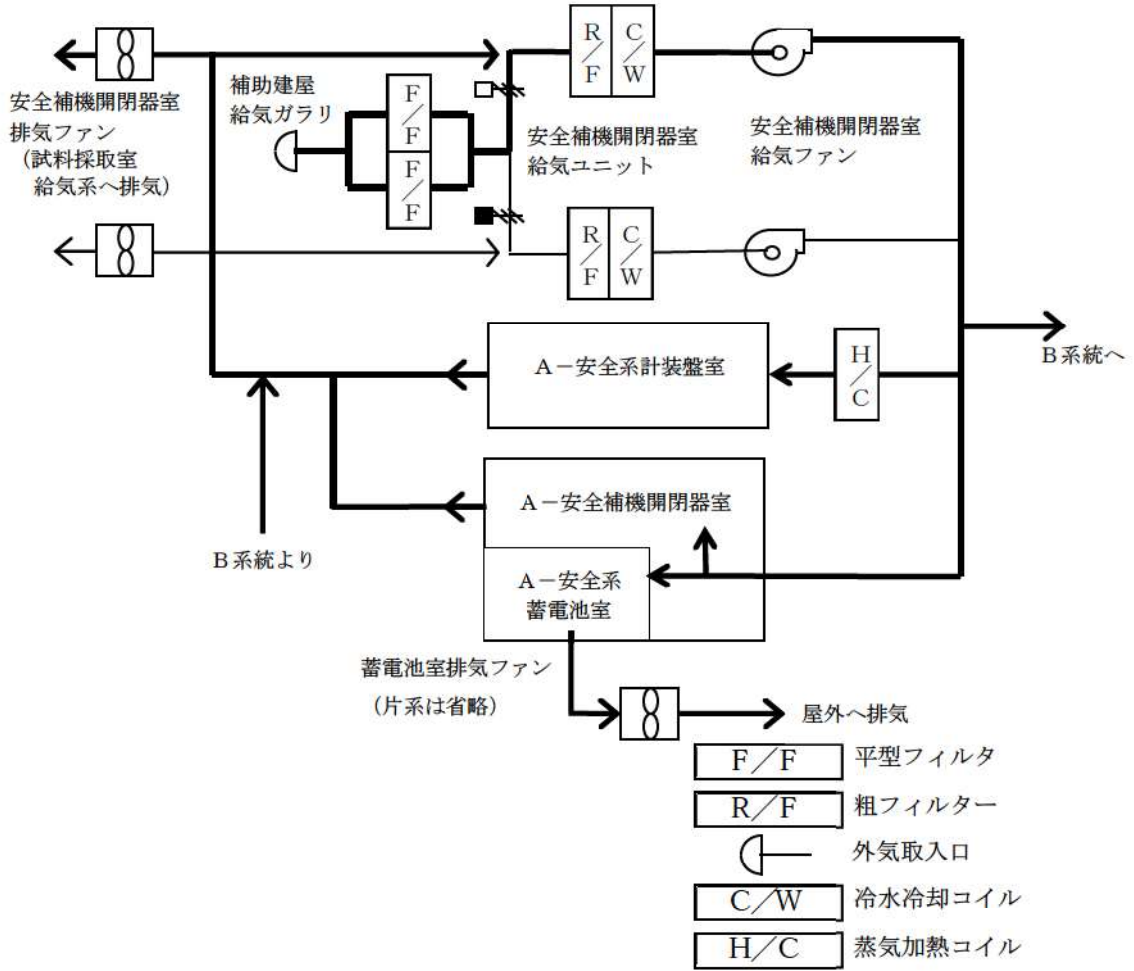 安全補機開閉器室
排気ファン
（試料採取室
給気系へ排気）
補助建屋
給気ガラリ
F／F
F／F
R／F
C／W
安全補機開閉器室
給気ユニット
安全補機開閉器室
給気ファン
R／F
C／W
B系統へ
A－安全系計装盤室
H／C
A－安全補機開閉器室
B系統より
A－安全系
蓄電池室
蓄電池室排気ファン
（片系は省略）
屋外へ排気
F／F 平型フィルタ
R／F 粗フィルター
外気取入口
C／W 冷水冷却コイル
H／C 蒸気加熱コイル